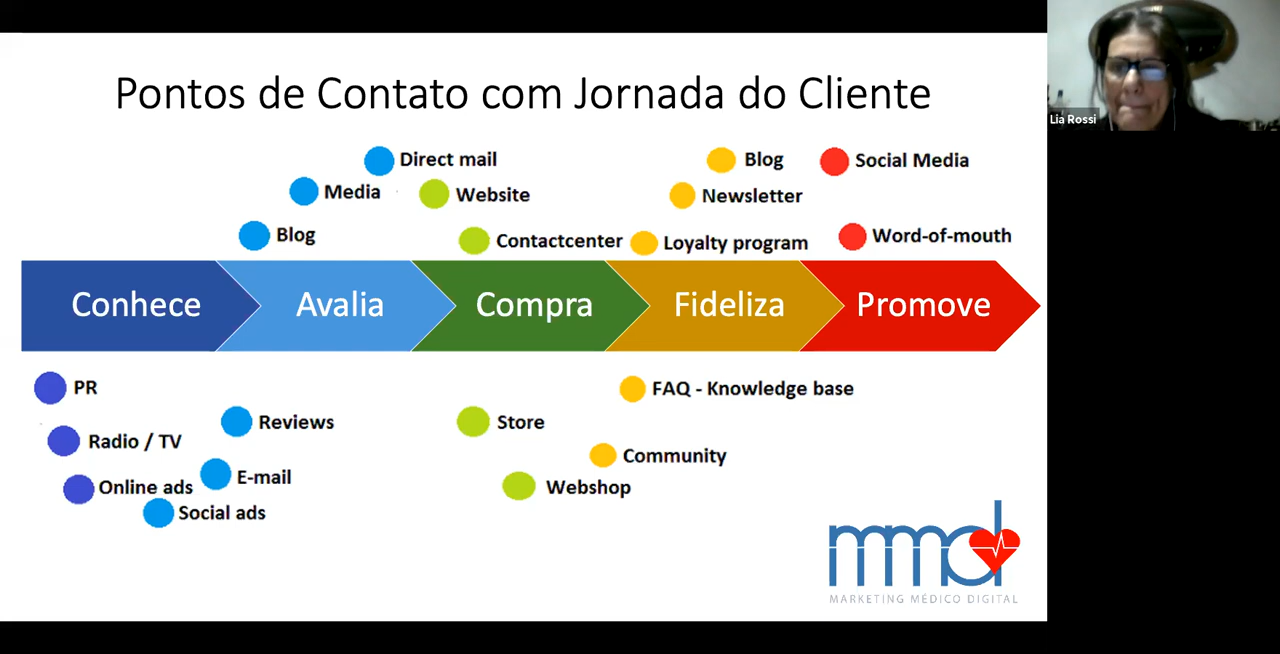 Pontos de Contato com Jornada do Cliente
Lia Rossi
Direct mail
Blog
Social Media
Media
Website
Newsletter
Blog
Contactcenter
Loyalty program
Word-of-mouth
Conhece
Avalia
Compra
Fideliza
Promove
PR
FAQ - Knowledge base
Reviews
Store
Radio / TV
Community
E-mail
Online ads
Webshop
Social ads
mmd
MARKETING MÉDICO DIGITAL